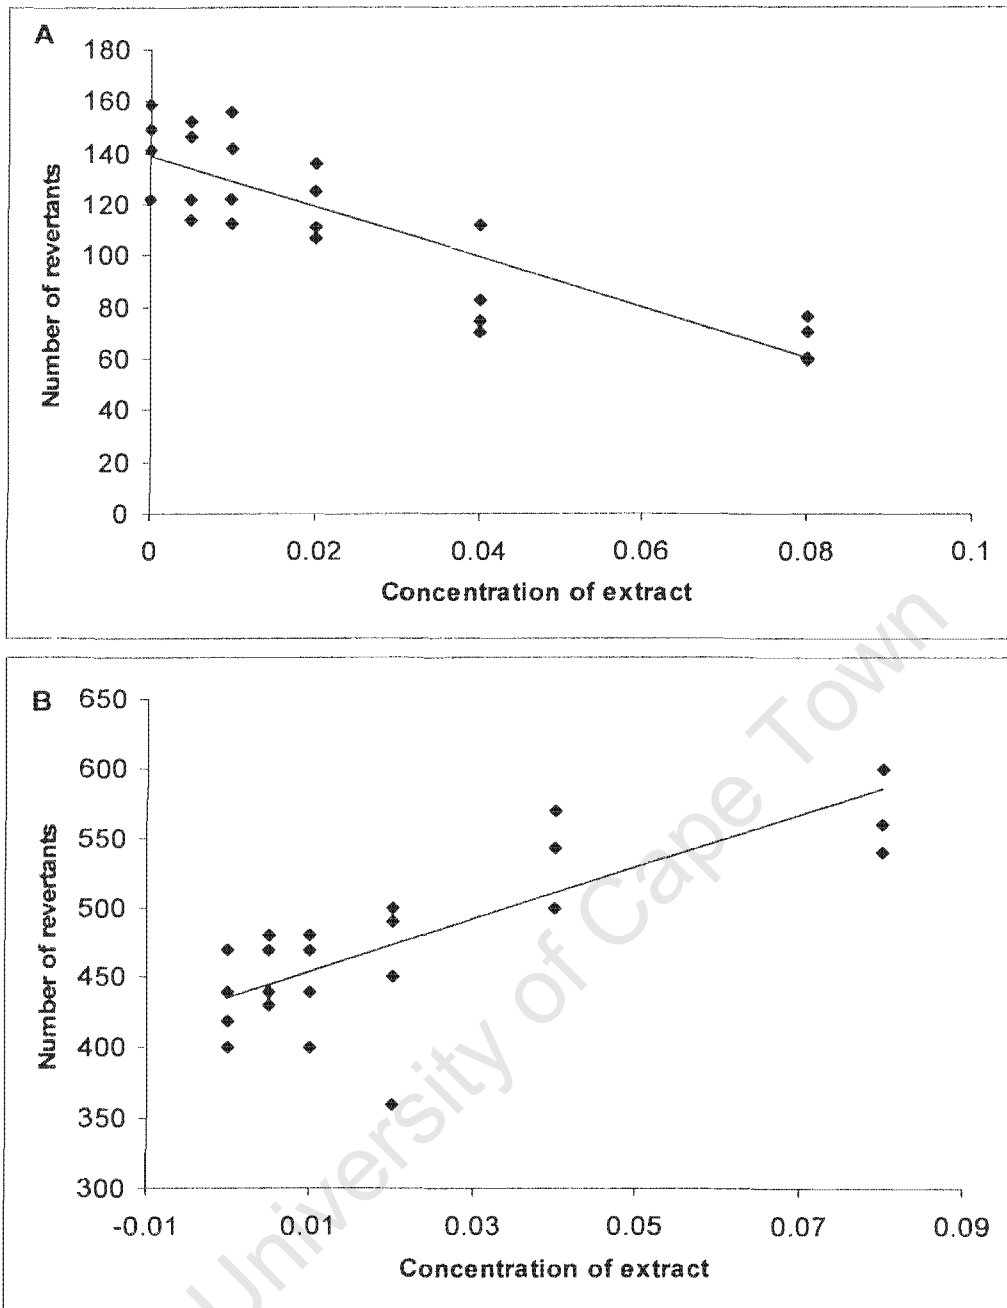 A
180
160
140
120
100
80
60
40
20
0
Number of revertants
0 0.02 0.04 0.06 0.08 0.1
Concentration of extract
B
650
600
550
500
450
400
350
300
Number of revertants
-0.01 0.01 0.03 0.05 0.07 0.09
Concentration of extract
University of Cape Town